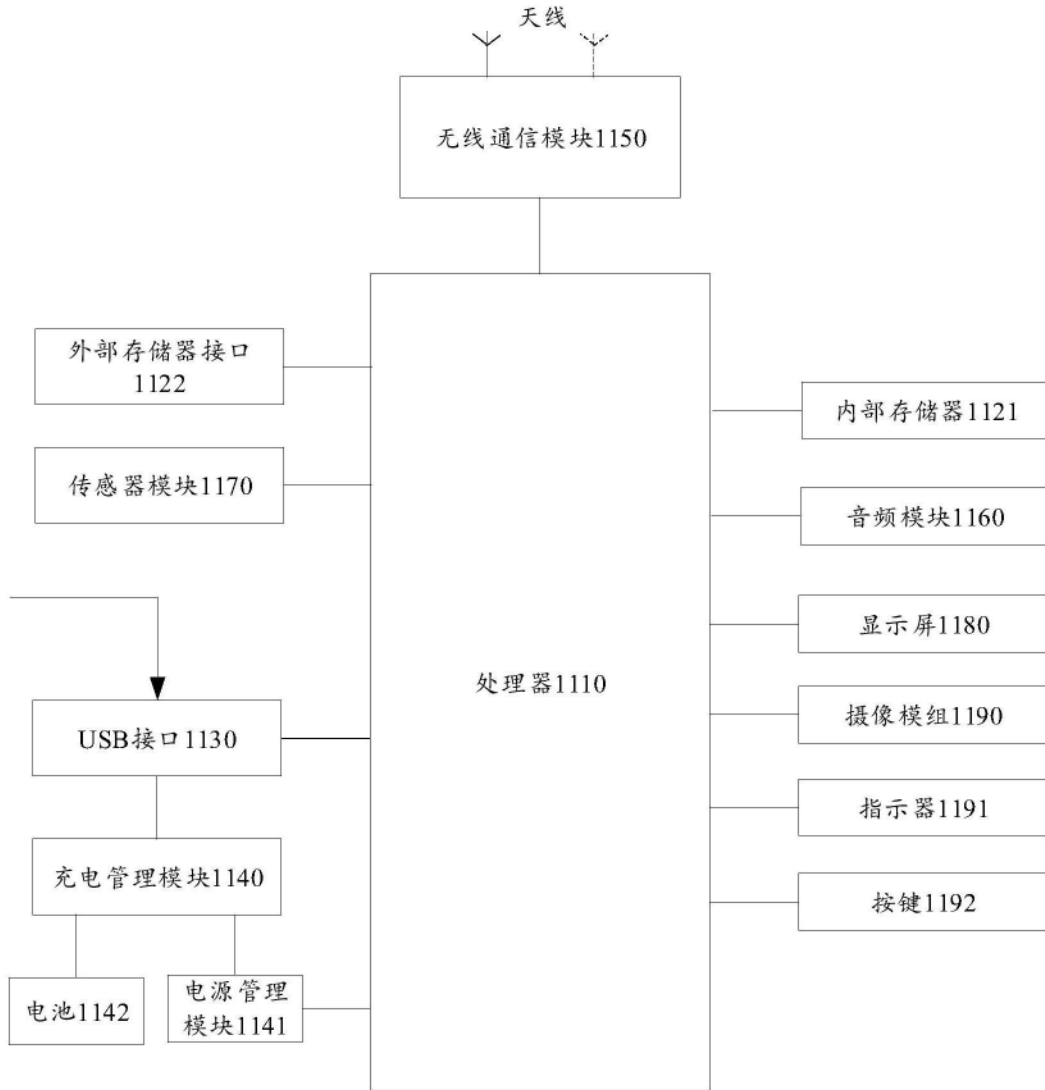 天线
无线通信模块1150
外部存储器接口
1122
内部存储器1121
传感器模块1170
音频模块1160
显示屏1180
处理器1110
摄像模组1190
USB接口1130
指示器1191
充电管理模块1140
按键1192
电池1142
电源管理
模块1141